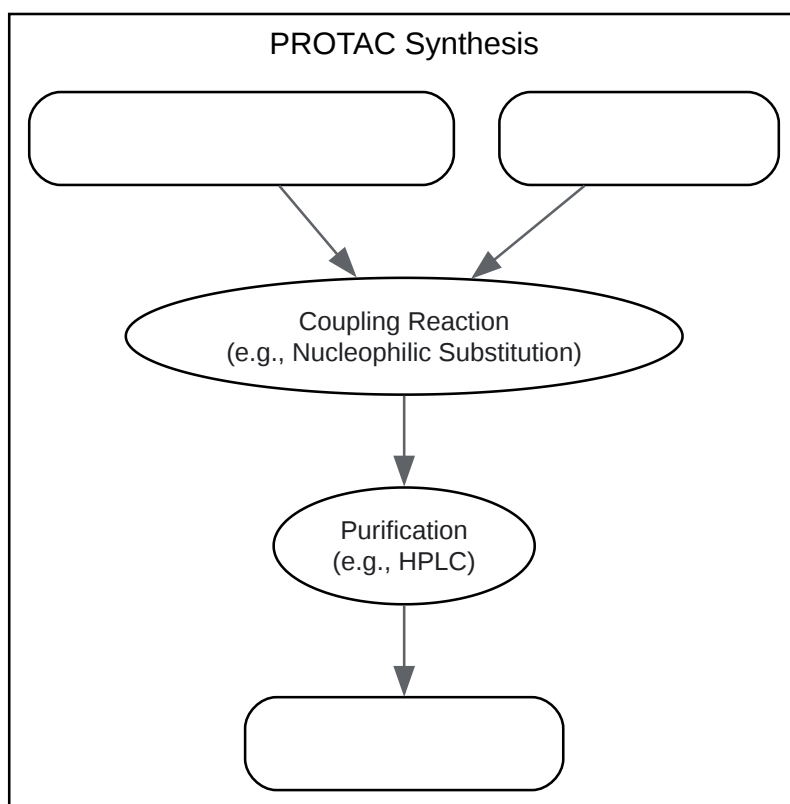 PROTAC Synthesis
Coupling Reaction
(e.g., Nucleophilic Substitution)
Purification
(e.g., HPLC)